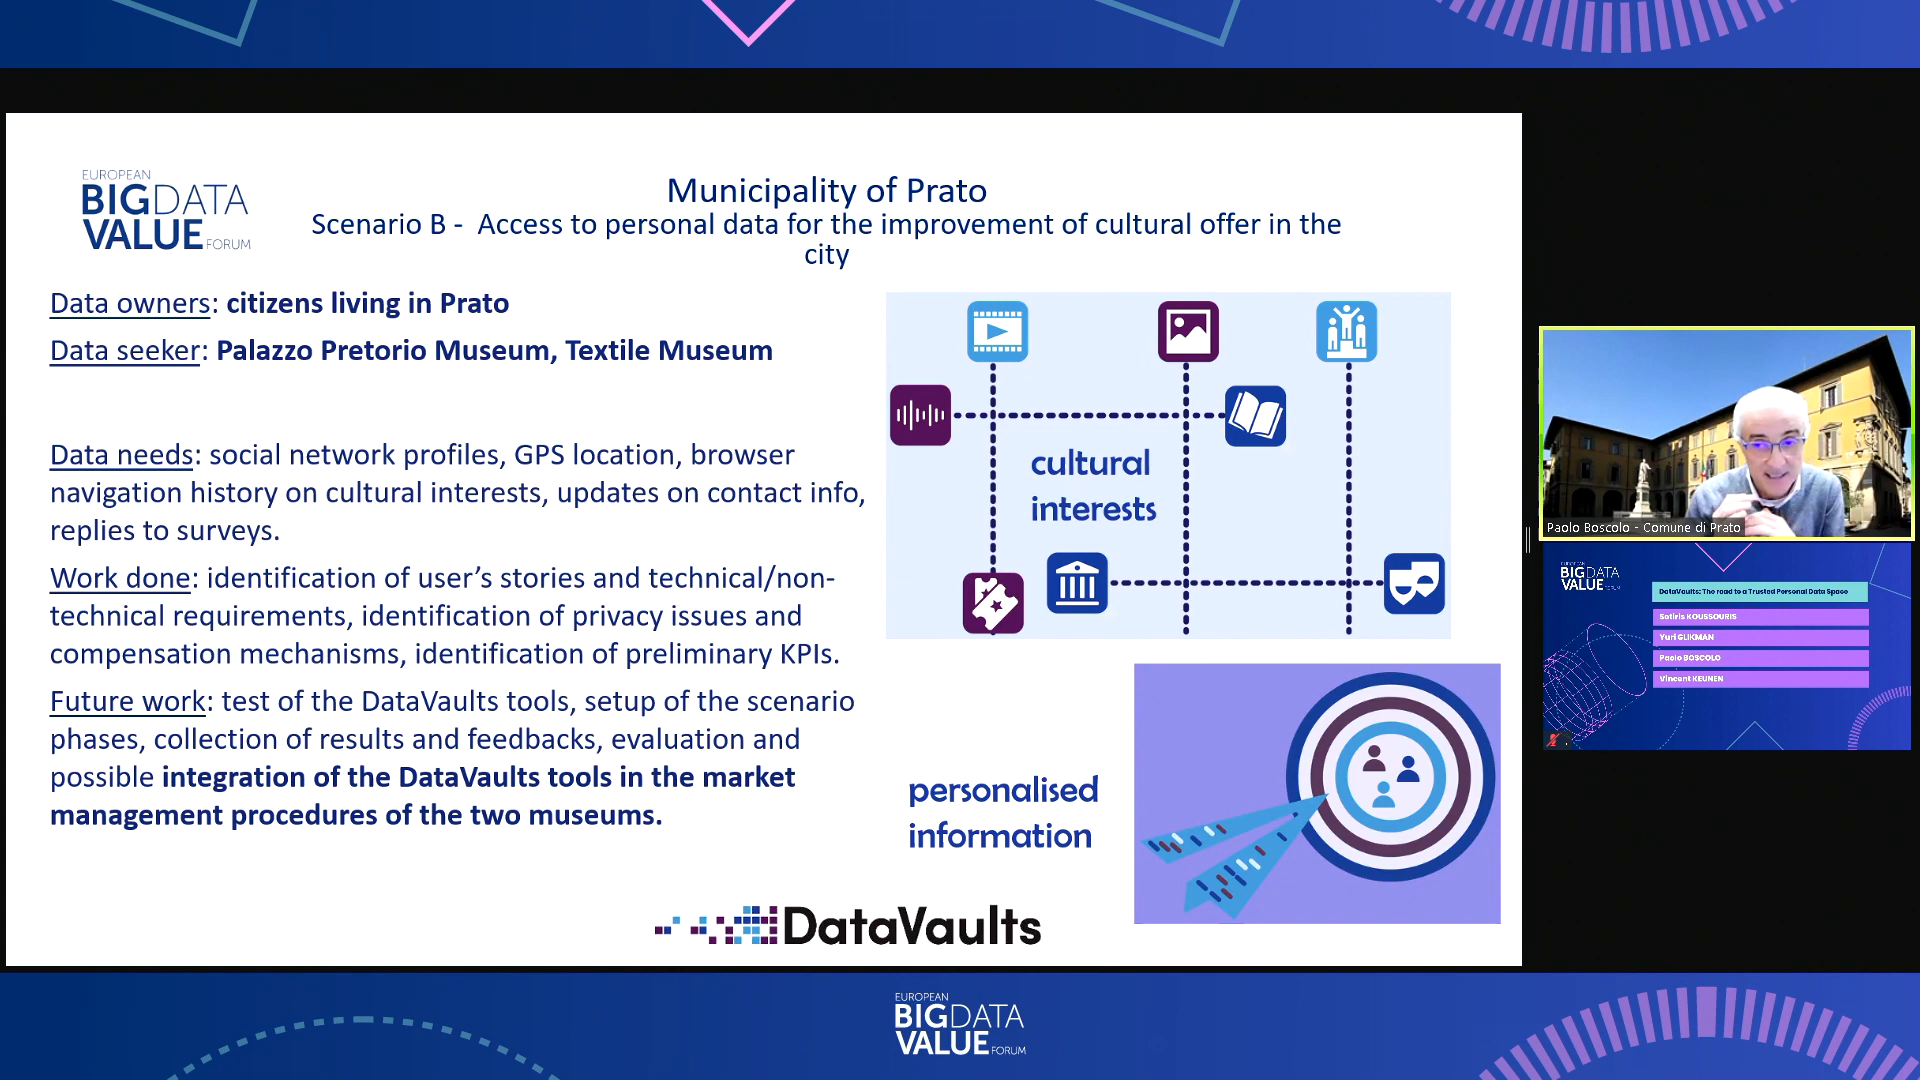 EUROPEAN
BIGDATA
VALUE FORUM
Municipality of Prato
Scenario B - Access to personal data for the improvement of cultural offer in the
city
Data owners: citizens living in Prato
Data seeker: Palazzo Pretorio Museum, Textile Museum
Data needs: social network profiles, GPS location, browser
navigation history on cultural interests, updates on contact info,
replies to surveys.
Work done: identification of user’s stories and technical/non-
technical requirements, identification of privacy issues and
compensation mechanisms, identification of preliminary KPIs.
Future work: test of the DataVaults tools, setup of the scenario
phases, collection of results and feedbacks, evaluation and
possible integration of the DataVaults tools in the market
management procedures of the two museums.
cultural
interests
personalised
information
DataVaults
Paolo Boscolo - Comune di Prato
EUROPEAN
BIGDATA
VALUE FORUM
DataVaults: The road to a Trusted Personal Data Space
Sotiris KOUSSOURIS
Yuri GLIKMAN
Paolo BOSCOLO
Vincent KEUNEN
EUROPEAN
BIGDATA
VALUE FORUM